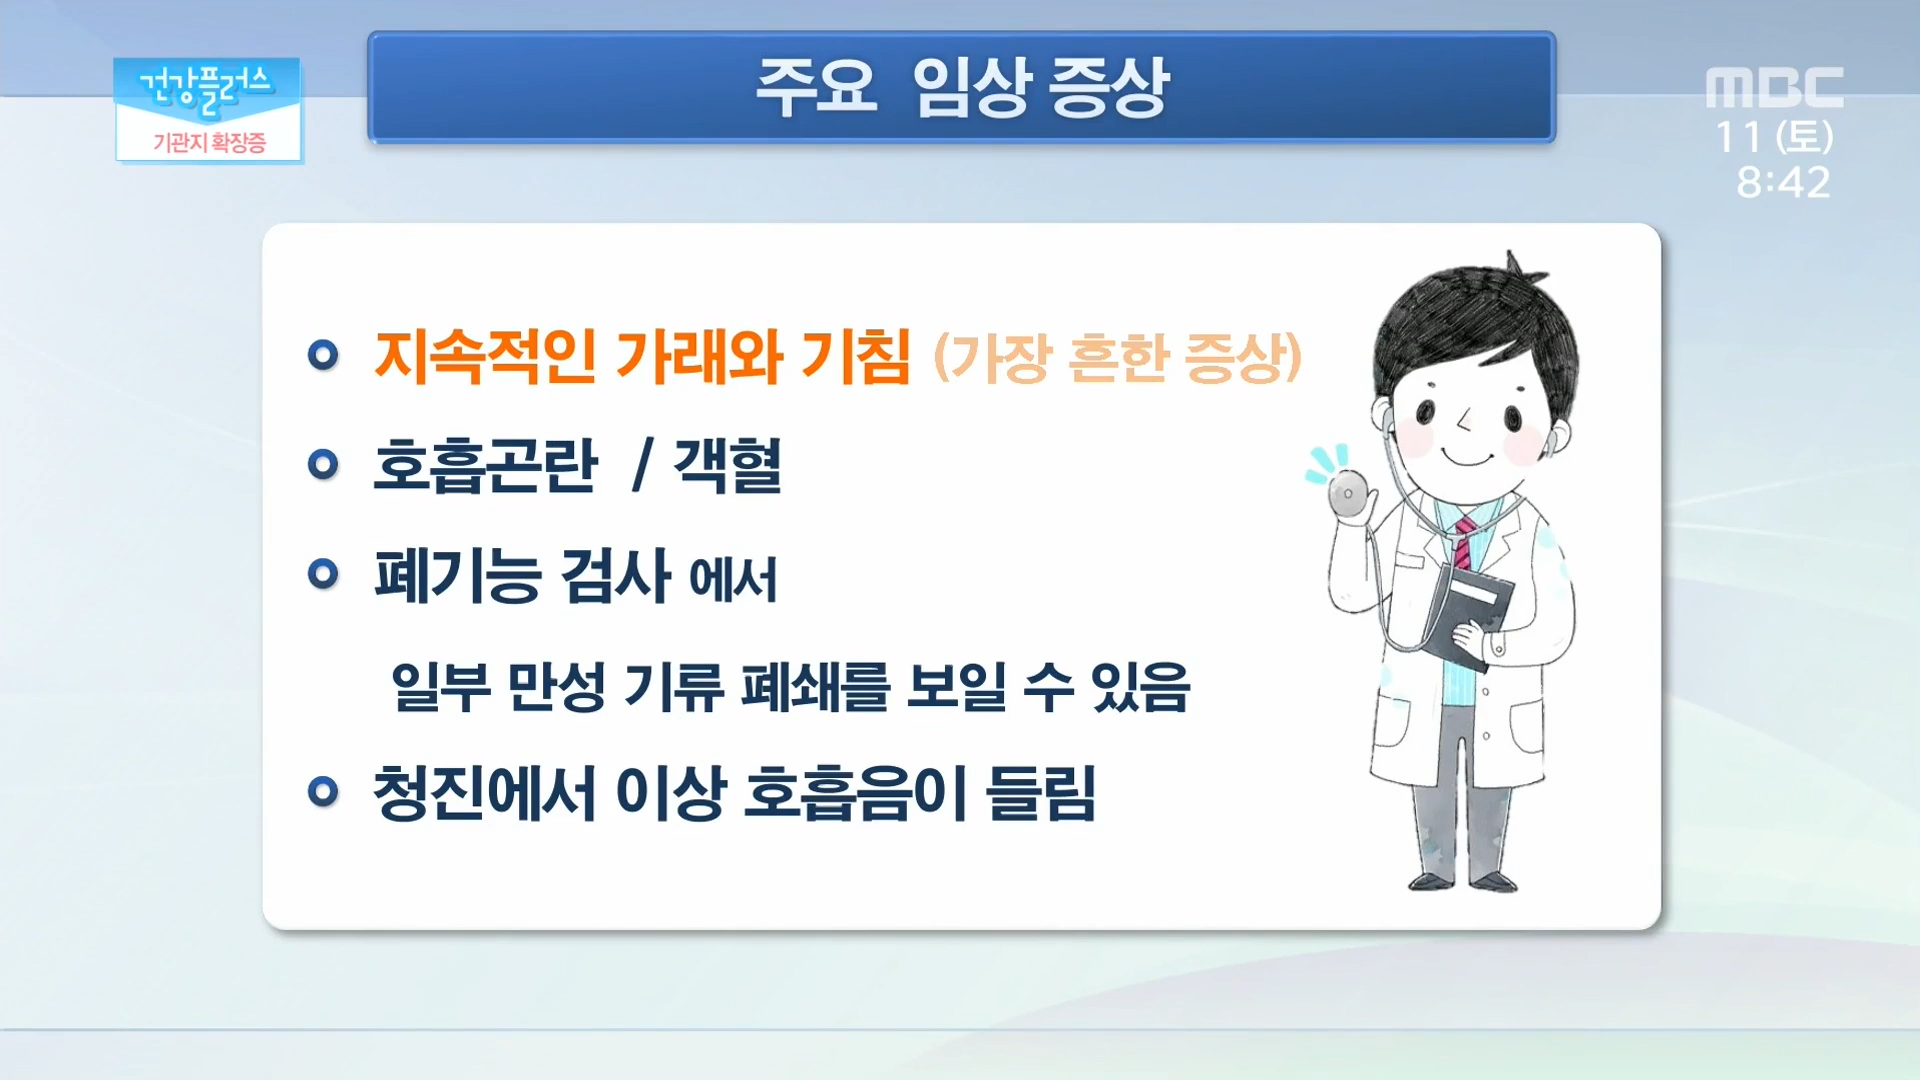 건강플러스
기관지 확장증
주요 임상 증상
MBC
11 (토)
8:42
지속적인 가래와 기침 (가장 흔한 증상)
호흡곤란 / 객혈
폐기능 검사 에서
일부 만성 기류 폐쇄를 보일 수 있음
청진에서 이상 호흡음이 들림